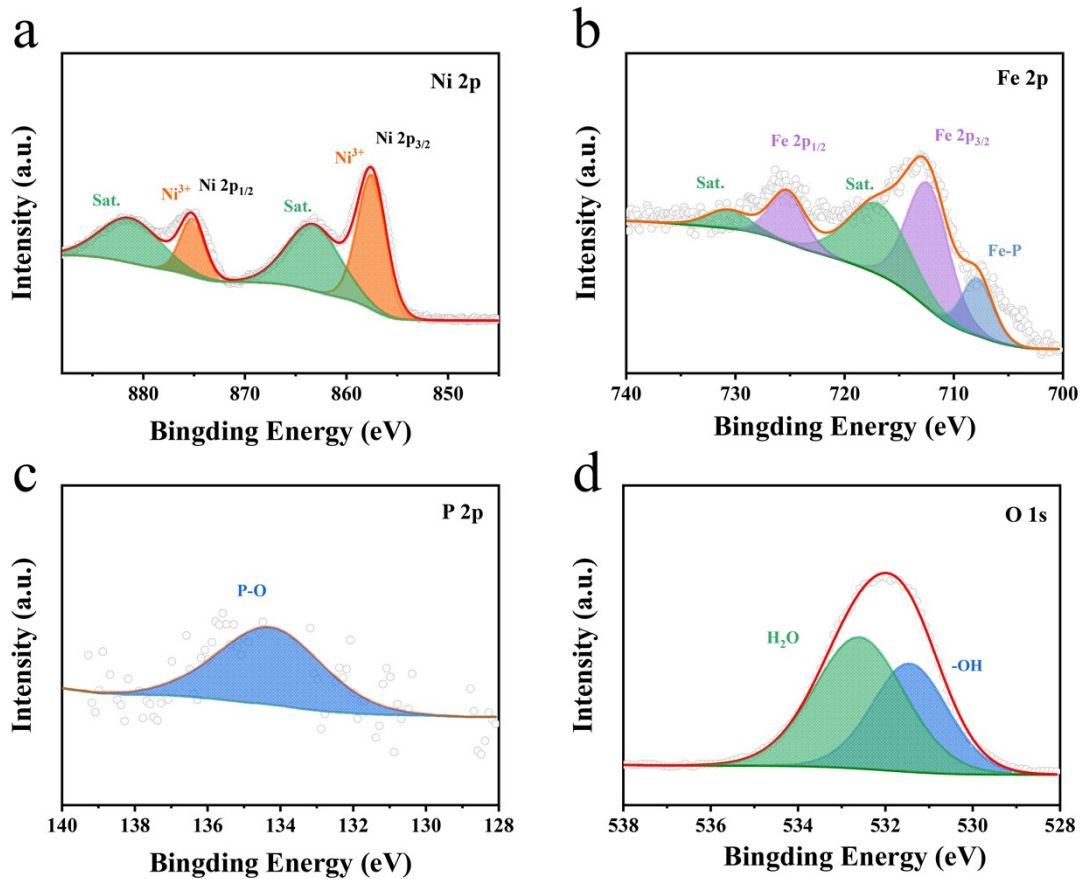 a
Ni 2p
Ni 2p₃/₂
Ni³⁺
Ni³⁺
Ni 2p₁/₂
Sat.
Sat.
Intensity (a.u.)
880 870 860 850
Bingding Energy (eV)
b
Fe 2p
Fe 2p₃/₂
Fe 2p₁/₂
Sat.
Sat.
Fe-P
Intensity (a.u.)
740 730 720 710 700
Bingding Energy (eV)
c
P 2p
P-O
Intensity (a.u.)
140 138 136 134 132 130 128
Bingding Energy (eV)
d
O 1s
H₂O
-OH
Intensity (a.u.)
538 536 534 532 530 528
Bingding Energy (eV)